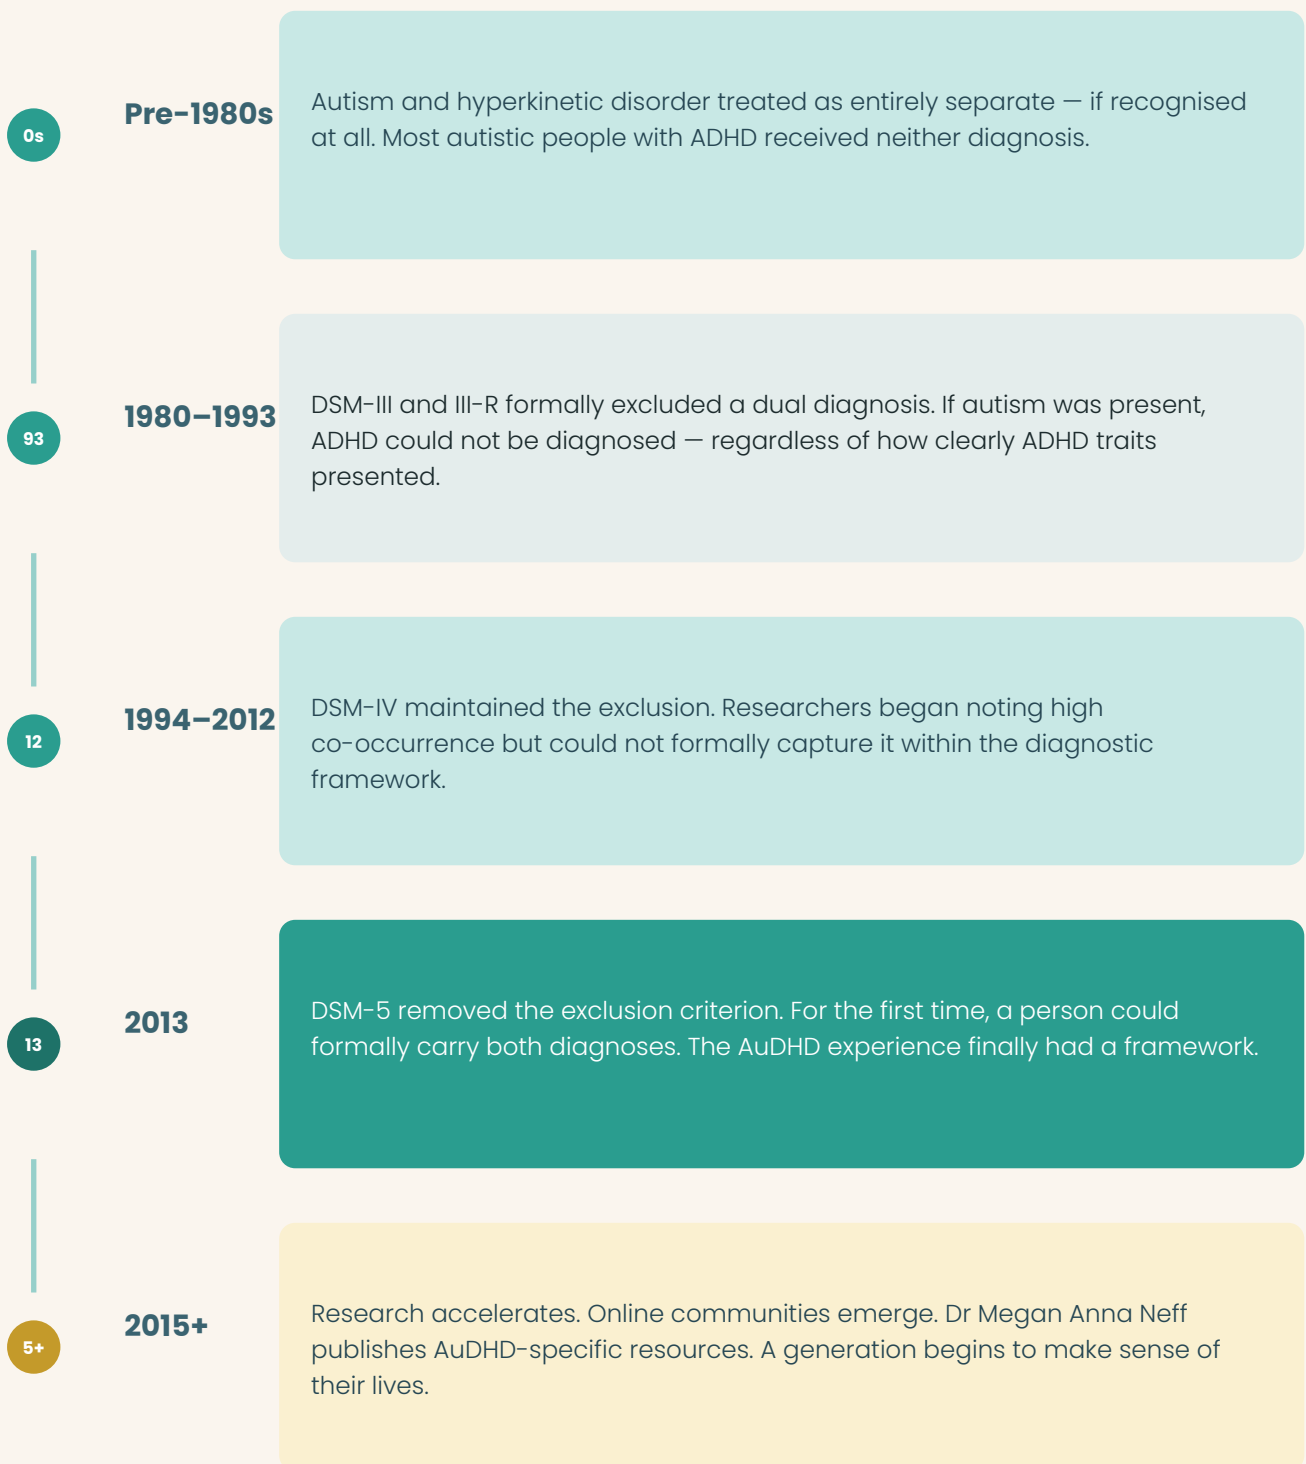 Pre-1980s
Autism and hyperkinetic disorder treated as entirely separate — if recognised
at all. Most autistic people with ADHD received neither diagnosis.
0s
1980–1993
DSM-III and III-R formally excluded a dual diagnosis. If autism was present,
ADHD could not be diagnosed — regardless of how clearly ADHD traits
presented.
93
1994–2012
DSM-IV maintained the exclusion. Researchers began noting high
co-occurrence but could not formally capture it within the diagnostic
framework.
12
2013
DSM-5 removed the exclusion criterion. For the first time, a person could
formally carry both diagnoses. The AuDHD experience finally had a framework.
13
2015+
Research accelerates. Online communities emerge. Dr Megan Anna Neff
publishes AuDHD-specific resources. A generation begins to make sense of
their lives.
5+